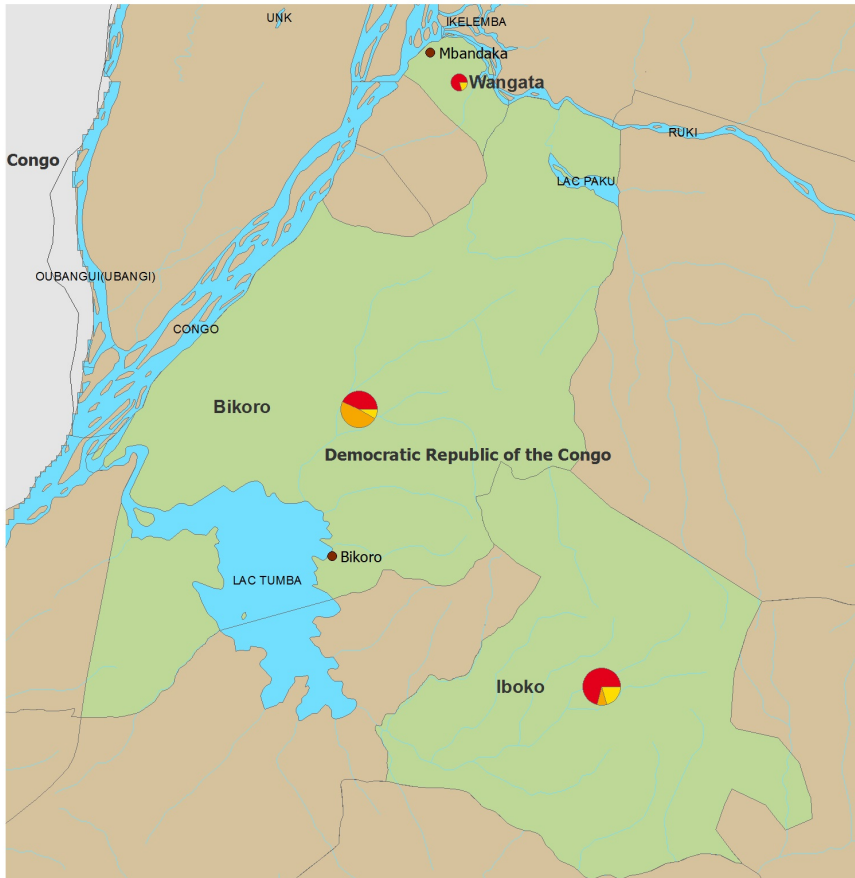 UNK
IKELEMBA
Mbandaka
Wangata
RUKI
Congo
LAC PAKU
OUBANGUI(UBANGI)
CONGO
Bikoro
Democratic Republic of the Congo
Bikoro
LAC TUMBA
Iboko